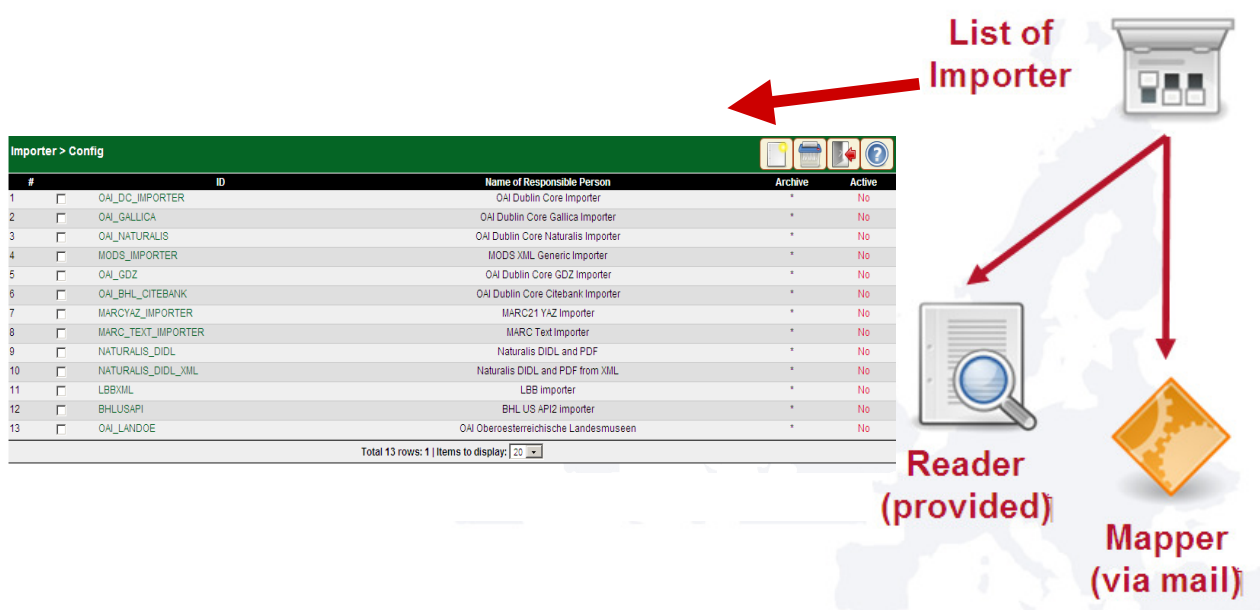 List of
Importer
Importer > Config
# ID Name of Responsible Person Archive Active
1 OAI_DC_IMPORTER OAI Dublin Core Importer * No
2 OAI_GALLICA OAI Dublin Core Gallica Importer * No
3 OAI_NATURALIS OAI Dublin Core Naturalis Importer * No
4 MODS_IMPORTER MODS XML Generic Importer * No
5 OAI_GDZ OAI Dublin Core GDZ Importer * No
6 OAI_BHL_CITEBANK OAI Dublin Core Citebank Importer * No
7 MARCYAZ_IMPORTER MARC21 YAZ Importer * No
8 MARC_TEXT_IMPORTER MARC Text Importer * No
9 NATURALIS_DIDL Naturalis DIDL and PDF * No
10 NATURALIS_DIDL_XML Naturalis DIDL and PDF from XML * No
11 LBBXML LBB importer * No
12 BHLUSAPI BHL US API2 importer * No
13 OAI_LANDOE OAI Oberoesterreichische Landesmuseen * No
Total 13 rows: 1 | Items to display: 20
Reader
(provided)
Mapper
(via mail)